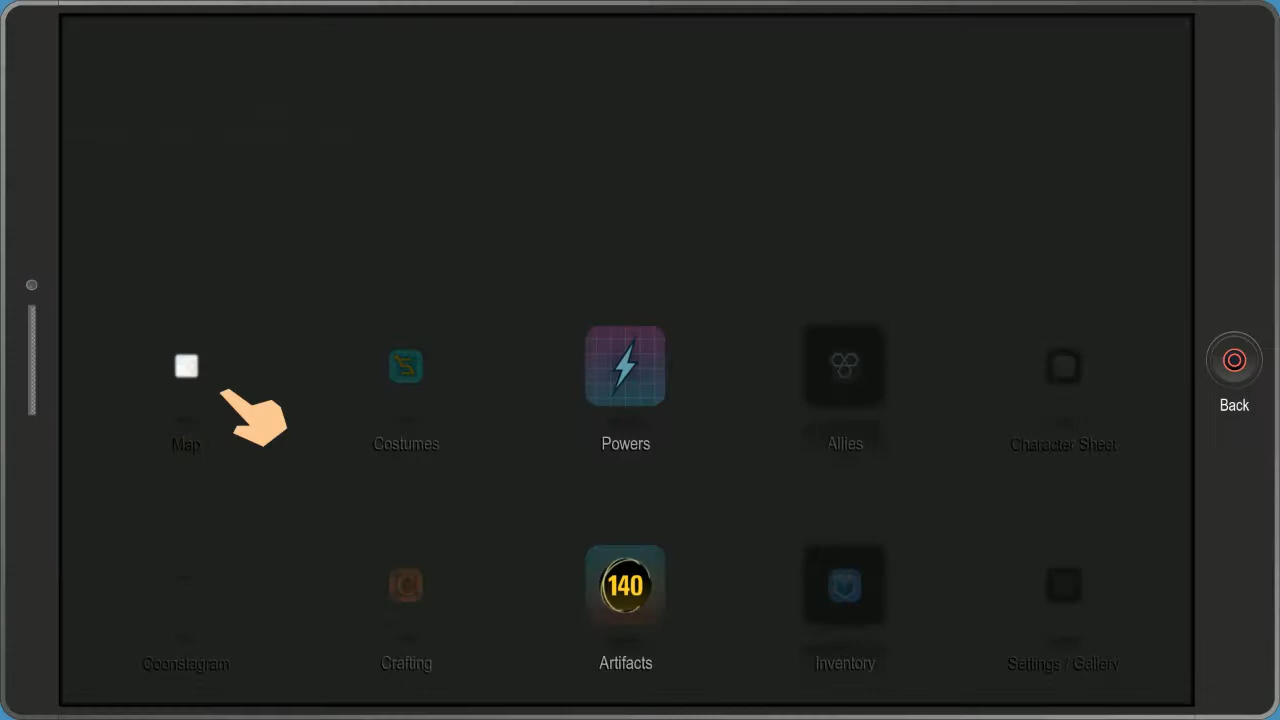 Map
Costumes
Powers
Allies
Character Sheet
Back
140
Coonstagram
Crafting
Artifacts
Inventory
Settings / Gallery